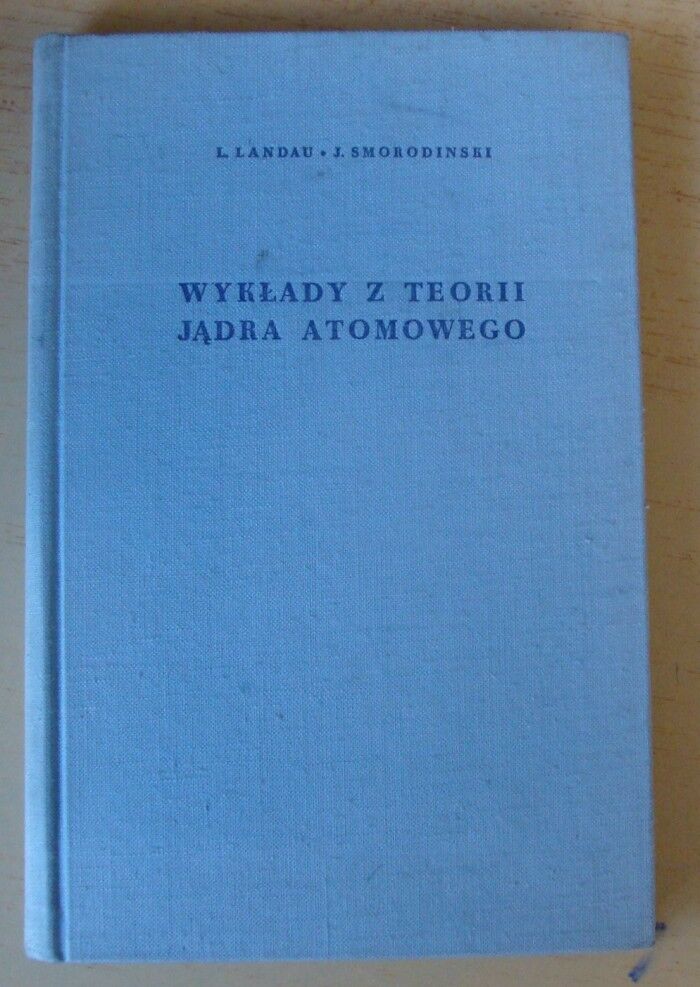 L. LANDAU • J. SMORODINSKI
WYKŁADY Z TEORII
JĄDRA ATOMOWEGO